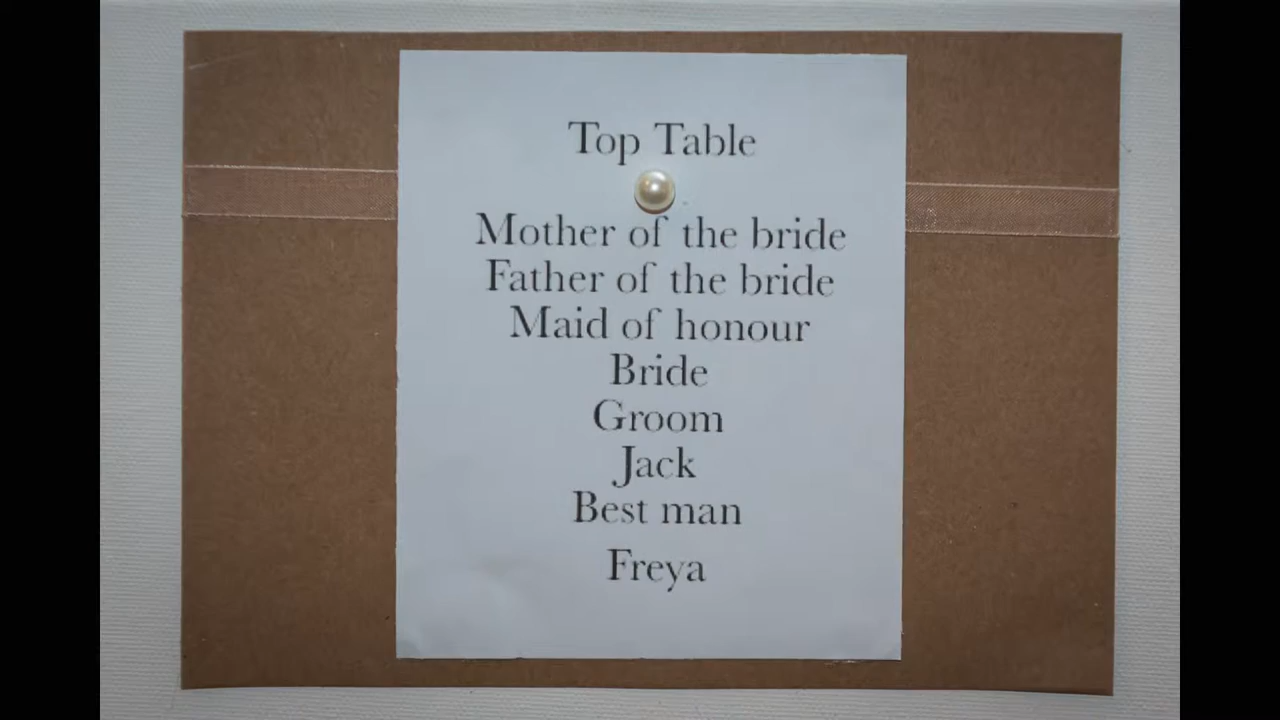 Top Table
Mother of the bride
Father of the bride
Maid of honour
Bride
Groom
Jack
Best man
Freya